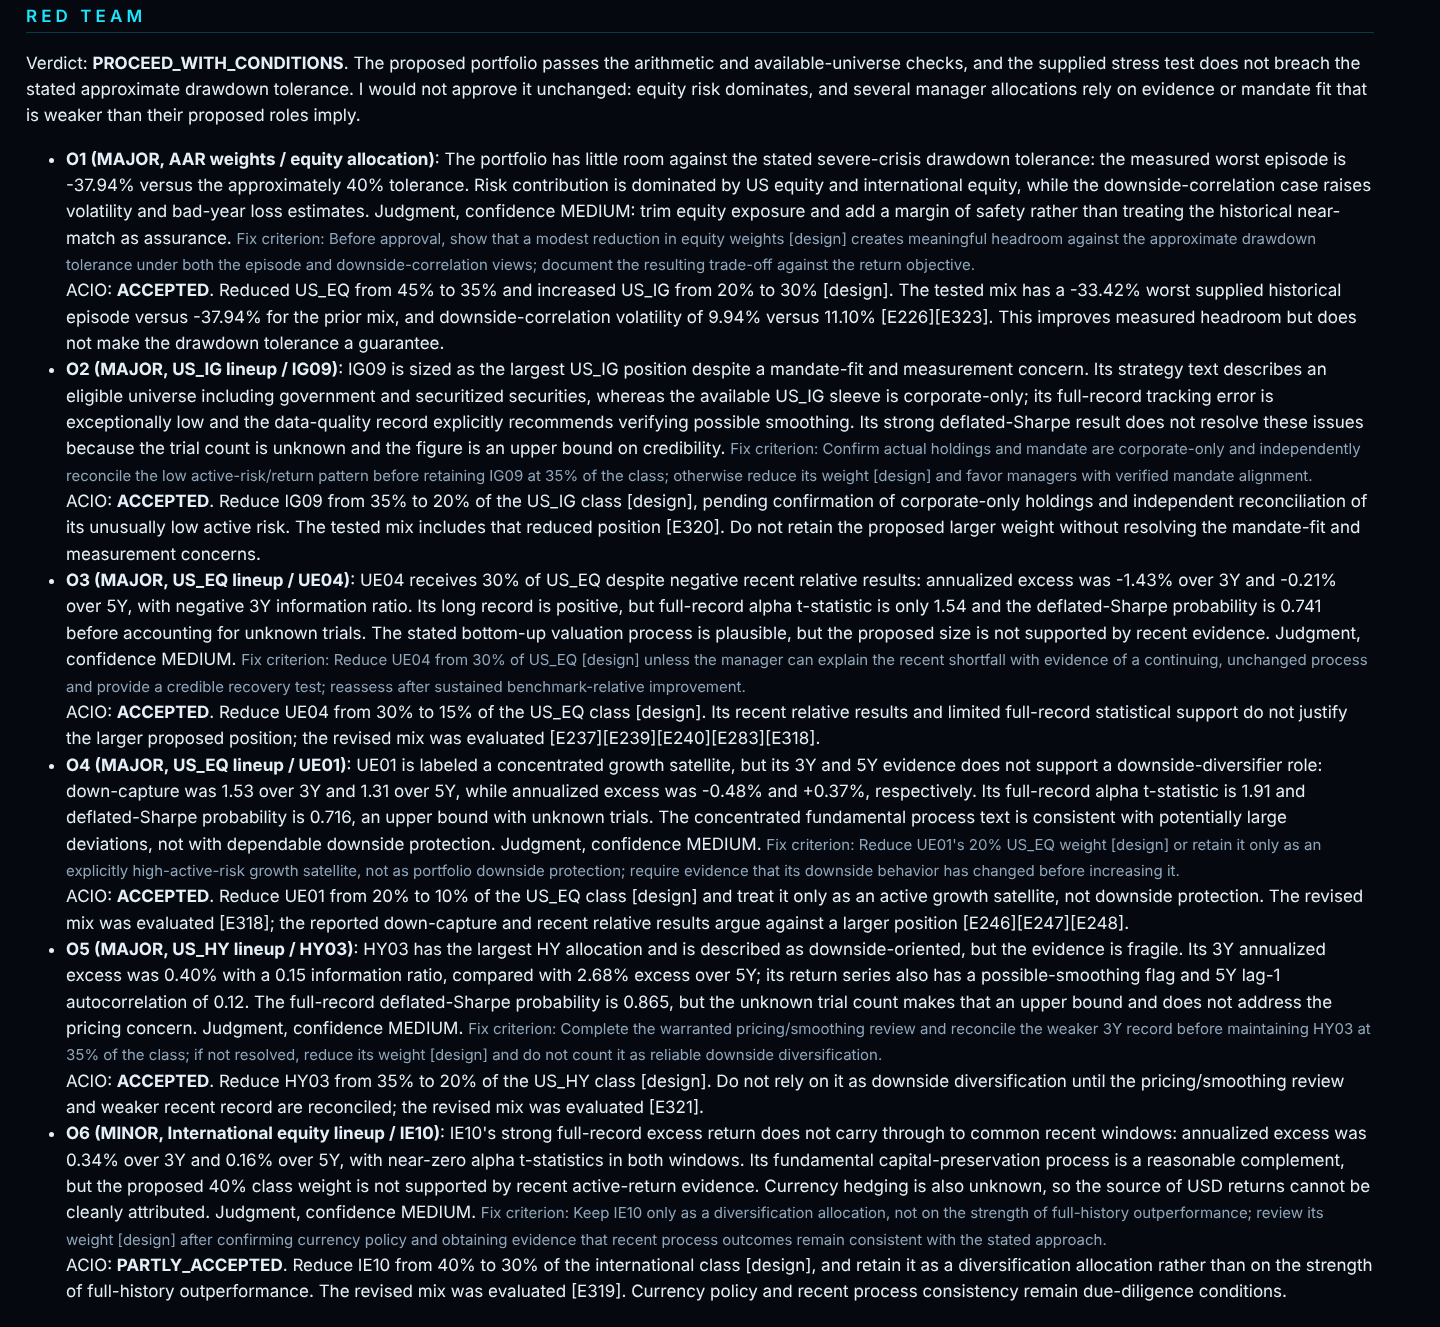 RED TEAM
Verdict: PROCEED_WITH_CONDITIONS. The proposed portfolio passes the arithmetic and available-universe checks, and the supplied stress test does not breach the
stated approximate drawdown tolerance. I would not approve it unchanged: equity risk dominates, and several manager allocations rely on evidence or mandate fit that
is weaker than their proposed roles imply.
• O1 (MAJOR, AAR weights / equity allocation): The portfolio has little room against the stated severe-crisis drawdown tolerance: the measured worst episode is
-37.94% versus the approximately 40% tolerance. Risk contribution is dominated by US equity and international equity, while the downside-correlation case raises
volatility and bad-year loss estimates. Judgment, confidence MEDIUM: trim equity exposure and add a margin of safety rather than treating the historical near-
match as assurance. Fix criterion: Before approval, show that a modest reduction in equity weights [design] creates meaningful headroom against the approximate drawdown
tolerance under both the episode and downside-correlation views; document the resulting trade-off against the return objective.
ACIO: ACCEPTED. Reduced US_EQ from 45% to 35% and increased US_IG from 20% to 30% [design]. The tested mix has a -33.42% worst supplied historical
episode versus -37.94% for the prior mix, and downside-correlation volatility of 9.94% versus 11.10% [E226][E323]. This improves measured headroom but does
not make the drawdown tolerance a guarantee.
• O2 (MAJOR, US_IG lineup / IG09): IG09 is sized as the largest US_IG position despite a mandate-fit and measurement concern. Its strategy text describes an
eligible universe including government and securitized securities, whereas the available US_IG sleeve is corporate-only; its full-record tracking error is
exceptionally low and the data-quality record explicitly recommends verifying possible smoothing. Its strong deflated-Sharpe result does not resolve these issues
because the trial count is unknown and the figure is an upper bound on credibility. Fix criterion: Confirm actual holdings and mandate are corporate-only and independently
reconcile the low active-risk/return pattern before retaining IG09 at 35% of the class; otherwise reduce its weight [design] and favor managers with verified mandate alignment.
ACIO: ACCEPTED. Reduce IG09 from 35% to 20% of the US_IG class [design], pending confirmation of corporate-only holdings and independent reconciliation of
its unusually low active risk. The tested mix includes that reduced position [E320]. Do not retain the proposed larger weight without resolving the mandate-fit and
measurement concerns.
• O3 (MAJOR, US_EQ lineup / UE04): UE04 receives 30% of US_EQ despite negative recent relative results: annualized excess was -1.43% over 3Y and -0.21%
over 5Y, with negative 3Y information ratio. Its long record is positive, but full-record alpha t-statistic is only 1.54 and the deflated-Sharpe probability is 0.741
before accounting for unknown trials. The stated bottom-up valuation process is plausible, but the proposed size is not supported by recent evidence. Judgment,
confidence MEDIUM. Fix criterion: Reduce UE04 from 30% of US_EQ [design] unless the manager can explain the recent shortfall with evidence of a continuing, unchanged process
and provide a credible recovery test; reassess after sustained benchmark-relative improvement.
ACIO: ACCEPTED. Reduce UE04 from 30% to 15% of the US_EQ class [design]. Its recent relative results and limited full-record statistical support do not justify
the larger proposed position; the revised mix was evaluated [E237][E239][E240][E283][E318].
• O4 (MAJOR, US_EQ lineup / UE01): UE01 is labeled a concentrated growth satellite, but its 3Y and 5Y evidence does not support a downside-diversifier role:
down-capture was 1.53 over 3Y and 1.31 over 5Y, while annualized excess was -0.48% and +0.37%, respectively. Its full-record alpha t-statistic is 1.91 and
deflated-Sharpe probability is 0.716, an upper bound with unknown trials. The concentrated fundamental process text is consistent with potentially large
deviations, not with dependable downside protection. Judgment, confidence MEDIUM. Fix criterion: Reduce UE01's 20% US_EQ weight [design] or retain it only as an
explicitly high-active-risk growth satellite, not as portfolio downside protection; require evidence that its downside behavior has changed before increasing it.
ACIO: ACCEPTED. Reduce UE01 from 20% to 10% of the US_EQ class [design] and treat it only as an active growth satellite, not downside protection. The revised
mix was evaluated [E318]; the reported down-capture and recent relative results argue against a larger position [E246][E247][E248].
• O5 (MAJOR, US_HY lineup / HY03): HY03 has the largest HY allocation and is described as downside-oriented, but the evidence is fragile. Its 3Y annualized
excess was 0.40% with a 0.15 information ratio, compared with 2.68% excess over 5Y; its return series also has a possible-smoothing flag and 5Y lag-1
autocorrelation of 0.12. The full-record deflated-Sharpe probability is 0.865, but the unknown trial count makes that an upper bound and does not address the
pricing concern. Judgment, confidence MEDIUM. Fix criterion: Complete the warranted pricing/smoothing review and reconcile the weaker 3Y record before maintaining HY03 at
35% of the class; if not resolved, reduce its weight [design] and do not count it as reliable downside diversification.
ACIO: ACCEPTED. Reduce HY03 from 35% to 20% of the US_HY class [design]. Do not rely on it as downside diversification until the pricing/smoothing review
and weaker recent record are reconciled; the revised mix was evaluated [E321].
• O6 (MINOR, International equity lineup / IE10): IE10's strong full-record excess return does not carry through to common recent windows: annualized excess was
0.34% over 3Y and 0.16% over 5Y, with near-zero alpha t-statistics in both windows. Its fundamental capital-preservation process is a reasonable complement,
but the proposed 40% class weight is not supported by recent active-return evidence. Currency hedging is also unknown, so the source of USD returns cannot be
cleanly attributed. Judgment, confidence MEDIUM. Fix criterion: Keep IE10 only as a diversification allocation, not on the strength of full-history outperformance; review its
weight [design] after confirming currency policy and obtaining evidence that recent process outcomes remain consistent with the stated approach.
ACIO: PARTLY_ACCEPTED. Reduce IE10 from 40% to 30% of the international class [design], and retain it as a diversification allocation rather than on the strength
of full-history outperformance. The revised mix was evaluated [E319]. Currency policy and recent process consistency remain due-diligence conditions.